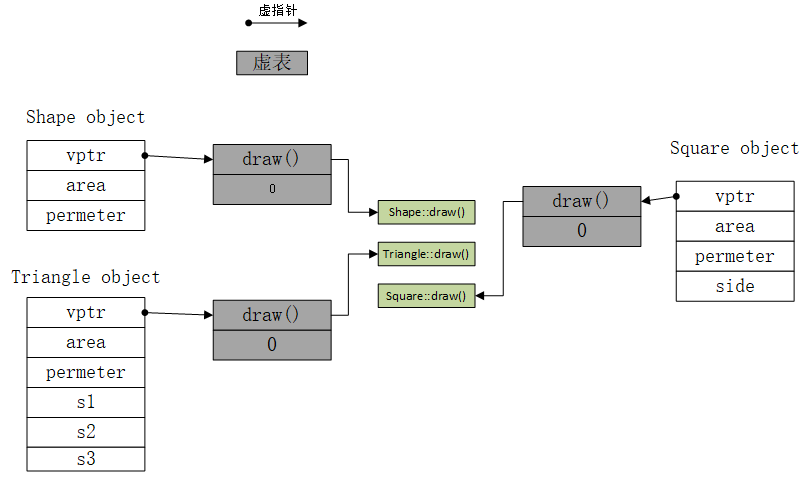 虚指针
虚表
Shape object
vptr
area
permeter
draw()
0
Shape::draw()
Triangle::draw()
Square::draw()
Triangle object
vptr
area
permeter
s1
s2
s3
draw()
0
Square object
vptr
area
permeter
side
draw()
0